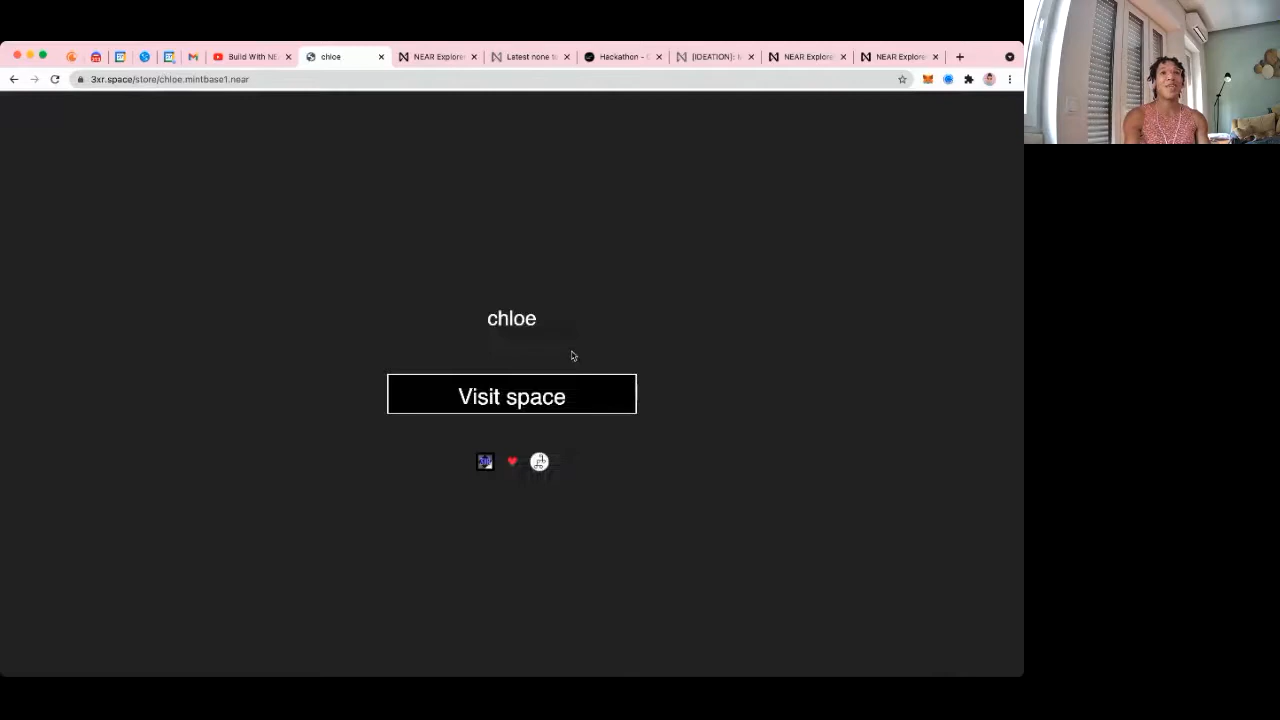 Build With NE
chloe
NEAR Explore
Latest none to
Hackathon - 
[IDEATION]:
NEAR Explore
NEAR Explore
3xr.space/store/chloe.mintbase1.near
chloe
Visit space